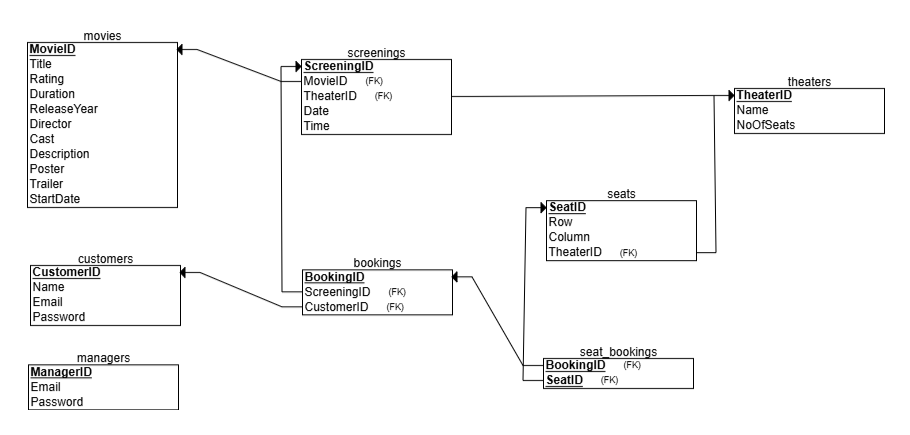 movies
MovieID
Title
Rating
Duration
ReleaseYear
Director
Cast
Description
Poster
Trailer
StartDate
screenings
ScreeningID
MovieID (FK)
TheaterID (FK)
Date
Time
theaters
TheaterID
Name
NoOfSeats
seats
SeatID
Row
Column
TheaterID (FK)
customers
CustomerID
Name
Email
Password
bookings
BookingID
ScreeningID (FK)
CustomerID (FK)
managers
ManagerID
Email
Password
seat_bookings
BookingID (FK)
SeatID (FK)